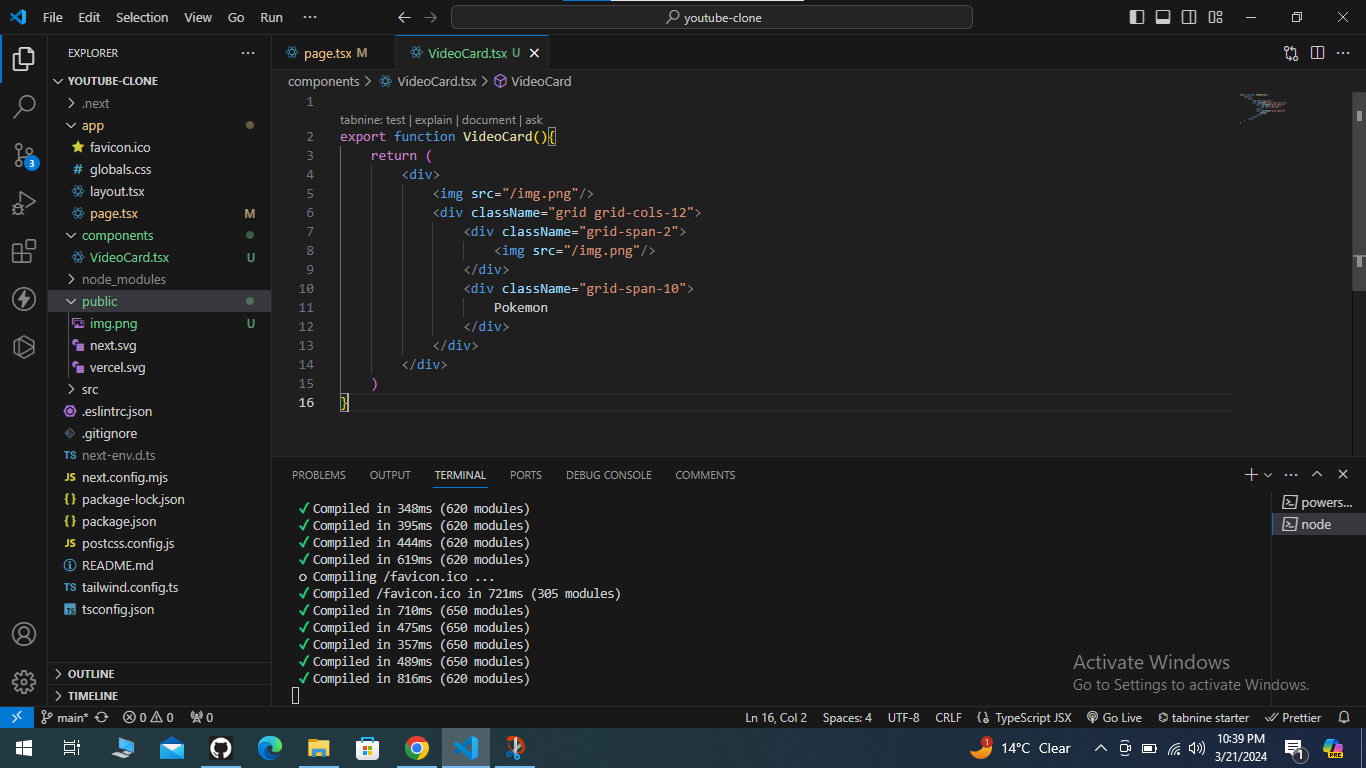 File Edit Selection View Go Run ··· youtube-clone
EXPLORER ···
YOUTUBE-CLONE
.next
app
favicon.ico
globals.css
layout.tsx
page.tsx M
components
VideoCard.tsx U
node_modules
public
img.png U
next.svg
vercel.svg
src
.eslintrc.json
.gitignore
next-env.d.ts
next.config.mjs
package-lock.json
package.json
postcss.config.js
README.md
tailwind.config.ts
tsconfig.json
OUTLINE
TIMELINE
3
page.tsx M VideoCard.tsx U
components > VideoCard.tsx > VideoCard
1
tabnine: test | explain | document | ask
2 export function VideoCard(){
3 return (
4 <div>
5 <img src="/img.png"/>
6 <div className="grid grid-cols-12">
7 <div className="grid-span-2">
8 <img src="/img.png"/>
9 </div>
10 <div className="grid-span-10">
11 Pokemon
12 </div>
13 </div>
14 </div>
15 )
16 }
PROBLEMS OUTPUT TERMINAL PORTS DEBUG CONSOLE COMMENTS
✓ Compiled in 348ms (620 modules)
✓ Compiled in 395ms (620 modules)
✓ Compiled in 444ms (620 modules)
✓ Compiled in 619ms (620 modules)
○ Compiling /favicon.ico ...
✓ Compiled /favicon.ico in 721ms (305 modules)
✓ Compiled in 710ms (650 modules)
✓ Compiled in 475ms (650 modules)
✓ Compiled in 357ms (650 modules)
✓ Compiled in 489ms (650 modules)
✓ Compiled in 816ms (620 modules)
powers...
node
Activate Windows
Go to Settings to activate Windows.
main* 0 0 0 Ln 16, Col 2 Spaces: 4 UTF-8 CRLF {} TypeScript JSX Go Live tabnine starter Prettier
14°C Clear
10:39 PM
3/21/2024
1
PRE